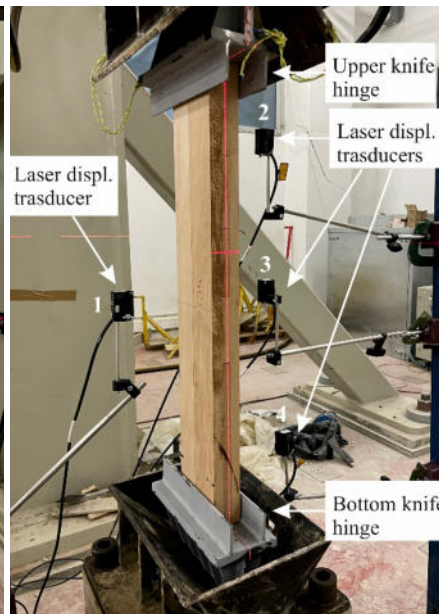 Upper knife
hinge
2
Laser displ.
trasducers
Laser displ.
trasducer
3
1
4
Bottom knife
hinge